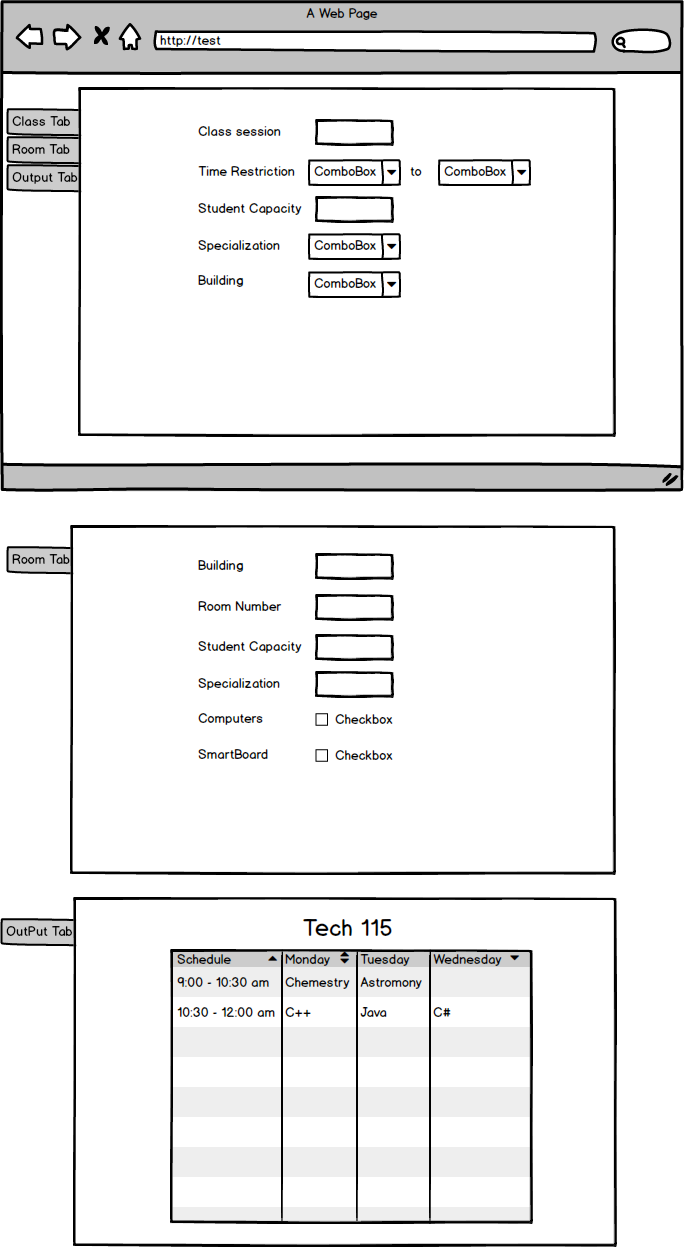 A Web Page
http://test
Class Tab
Room Tab
Output Tab
Class session
Time Restriction ComboBox to ComboBox
Student Capacity
Specialization ComboBox
Building ComboBox
Room Tab
Building
Room Number
Student Capacity
Specialization
Computers Checkbox
SmartBoard Checkbox
OutPut Tab
Tech 115
Schedule Monday Tuesday Wednesday
9:00 - 10:30 am Chemestry Astromony
10:30 - 12:00 am C++ Java C#